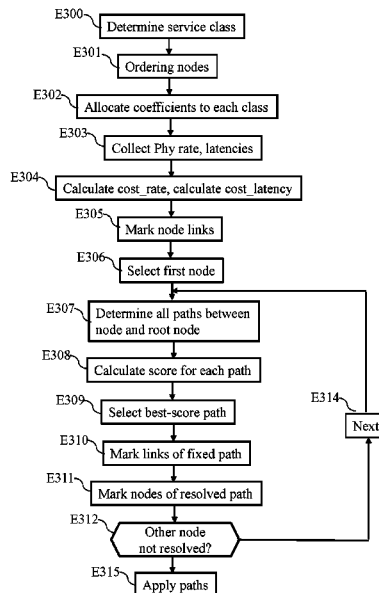 E300
Determine service class
E301
Ordering nodes
E302
Allocate coefficients to each class
E303
Collect Phy rate, latencies
E304
Calculate cost_rate, calculate cost_latency
E305
Mark node links
E306
Select first node
E307
Determine all paths between
node and root node
E308
Calculate score for each path
E309
Select best-score path
E314
Next
E310
Mark links of fixed path
E311
Mark nodes of resolved path
E312
Other node
not resolved?
E315
Apply paths